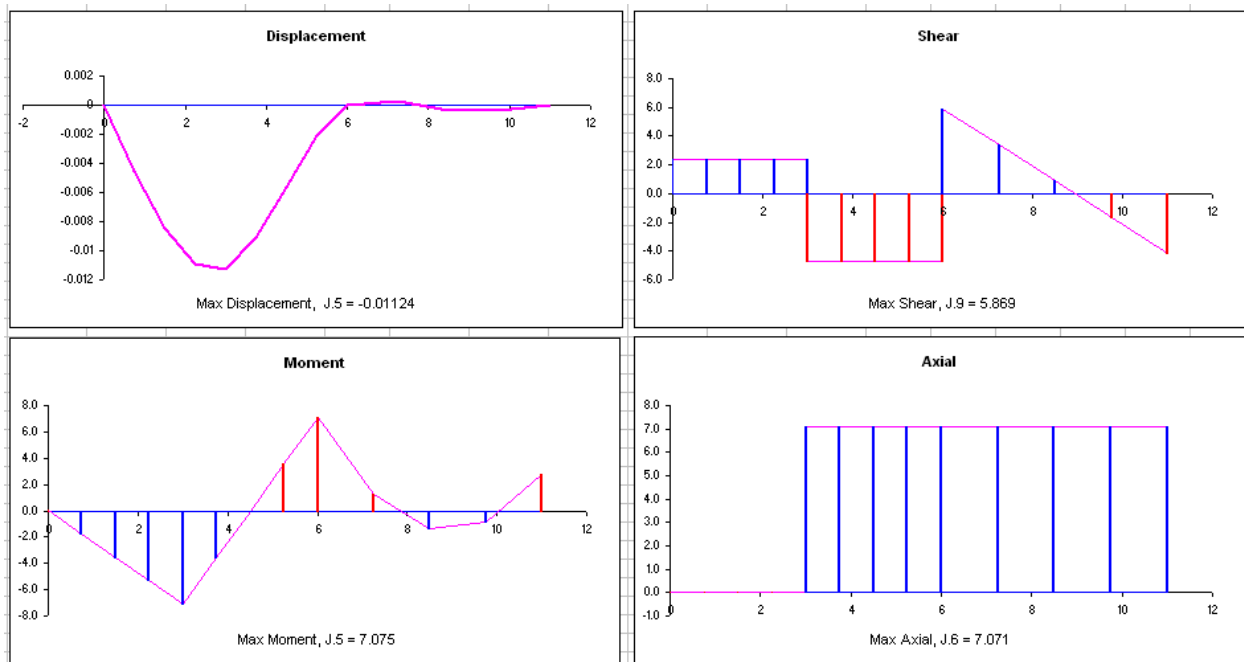 Displacement
0.002
0
-0.002
-0.004
-0.006
-0.008
-0.01
-0.012
-2 0 2 4 6 8 10 12
Max Displacement, J.5 = -0.01124
Shear
8.0
6.0
4.0
2.0
0.0
-2.0
-4.0
-6.0
0 2 4 6 8 10 12
Max Shear, J.9 = 5.869
Moment
8.0
6.0
4.0
2.0
0.0
-2.0
-4.0
-6.0
-8.0
0 2 4 6 8 10 12
Max Moment, J.5 = 7.075
Axial
8.0
7.0
6.0
5.0
4.0
3.0
2.0
1.0
0.0
-1.0
0 2 4 6 8 10 12
Max Axial, J.6 = 7.071